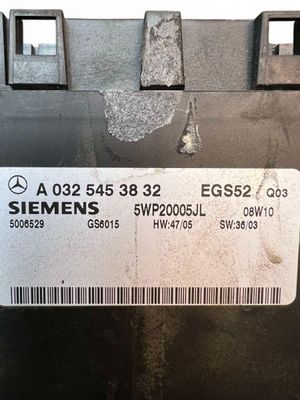 A 032 545 38 32 EGS52 Q03
SIEMENS 5WP20005JL 08W10
5006529 GS6015 HW:47/05 SW:36/03